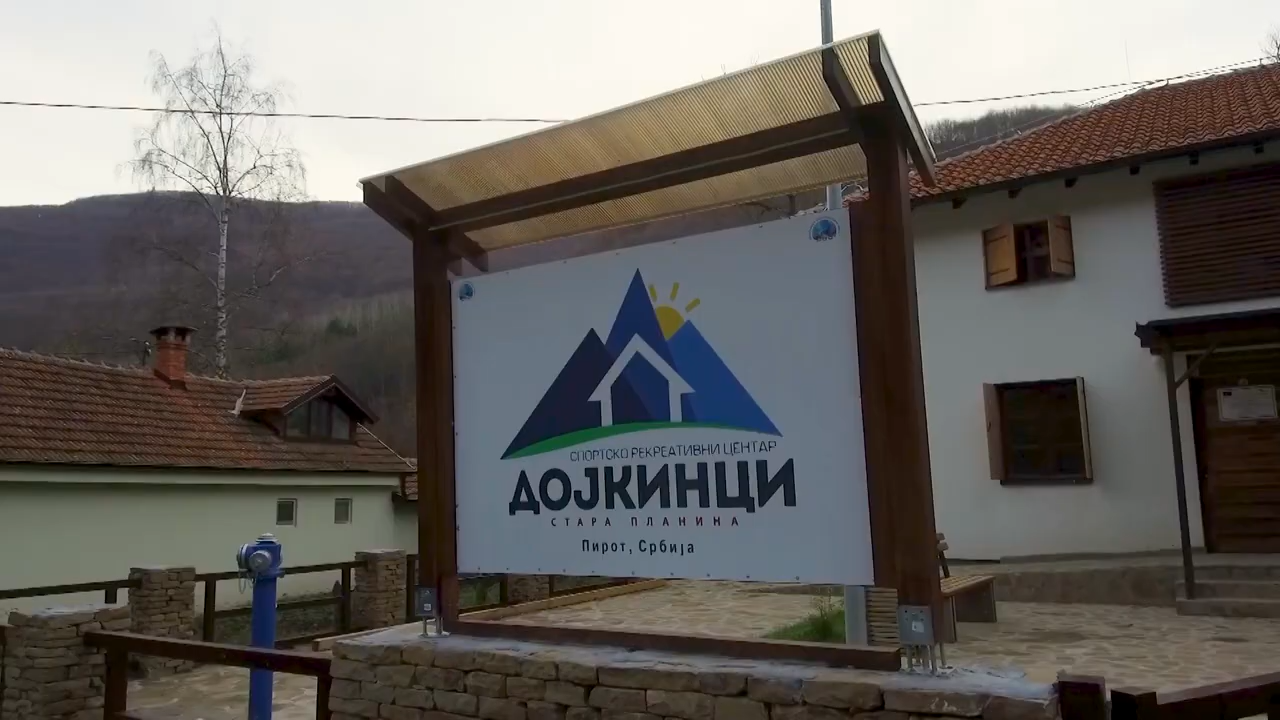 СПОРТСКО РЕКРЕАТИВНИ ЦЕНТАР
ДОЈКИНЦИ
СТАРА ПЛАНИНА
Пирот, Србија